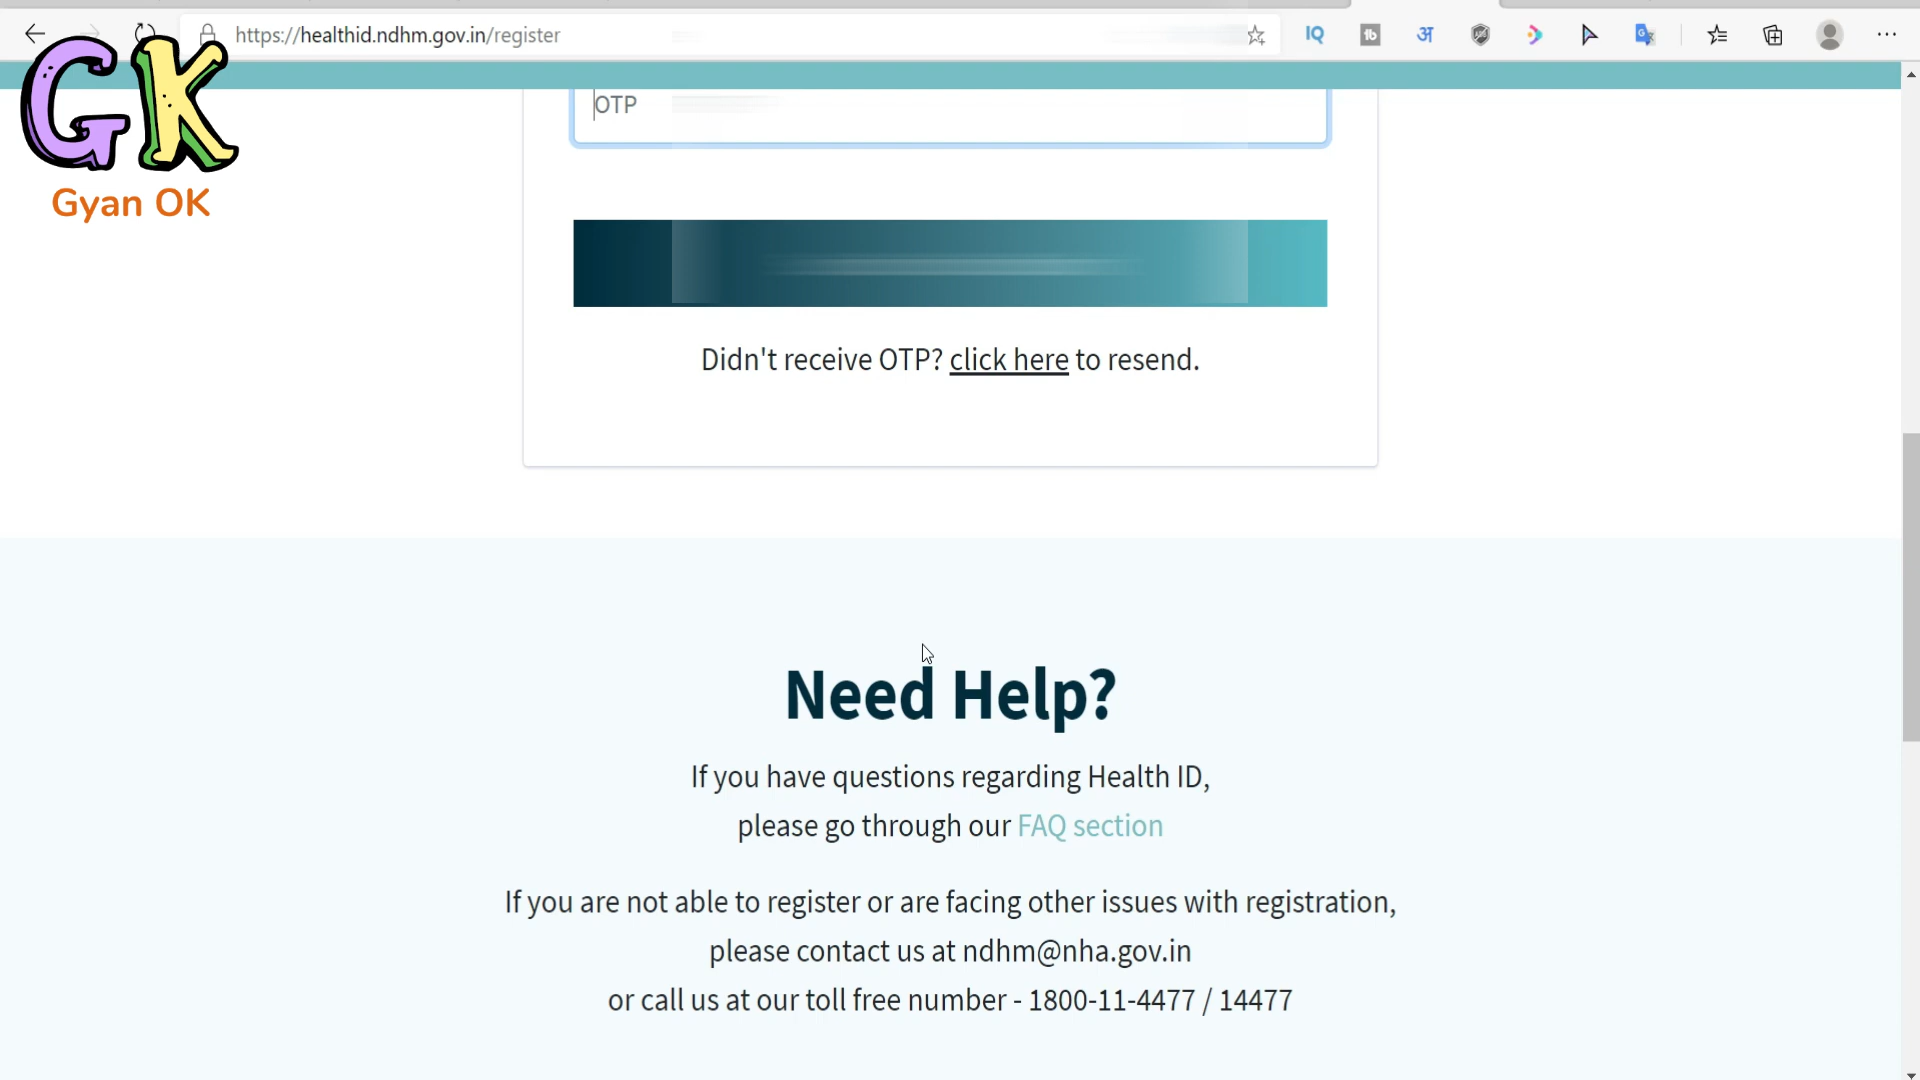 https://healthid.ndhm.gov.in/register
IQ
tb
अ
G
GK
Gyan OK
OTP
Didn't receive OTP? click here to resend.
Need Help?
If you have questions regarding Health ID,
please go through our FAQ section
If you are not able to register or are facing other issues with registration,
please contact us at ndhm@nha.gov.in
or call us at our toll free number - 1800-11-4477 / 14477